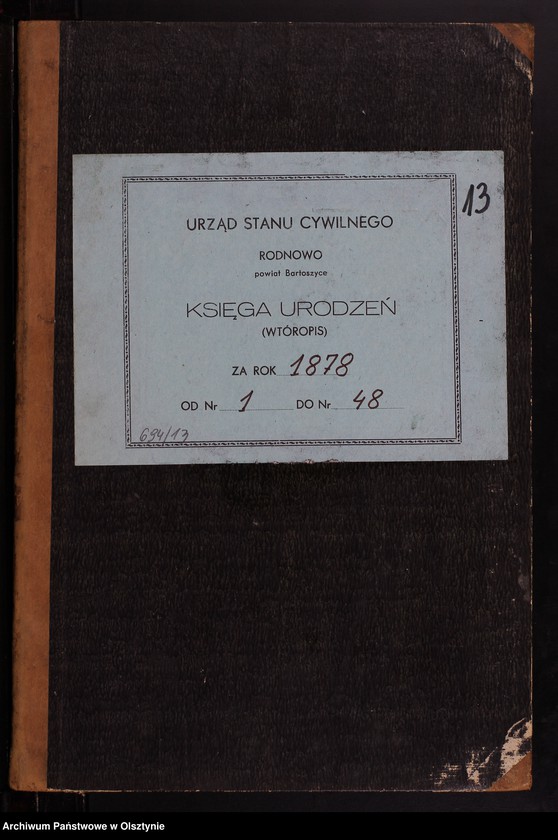 13
URZĄD STANU CYWILNEGO
RODNOWO
powiat Bartoszyce
KSIĘGA URODZEŃ
(WTÓROPIS)
ZA ROK 1878
OD Nr 1 DO Nr 48
694/13
Archiwum Państwowe w Olsztynie